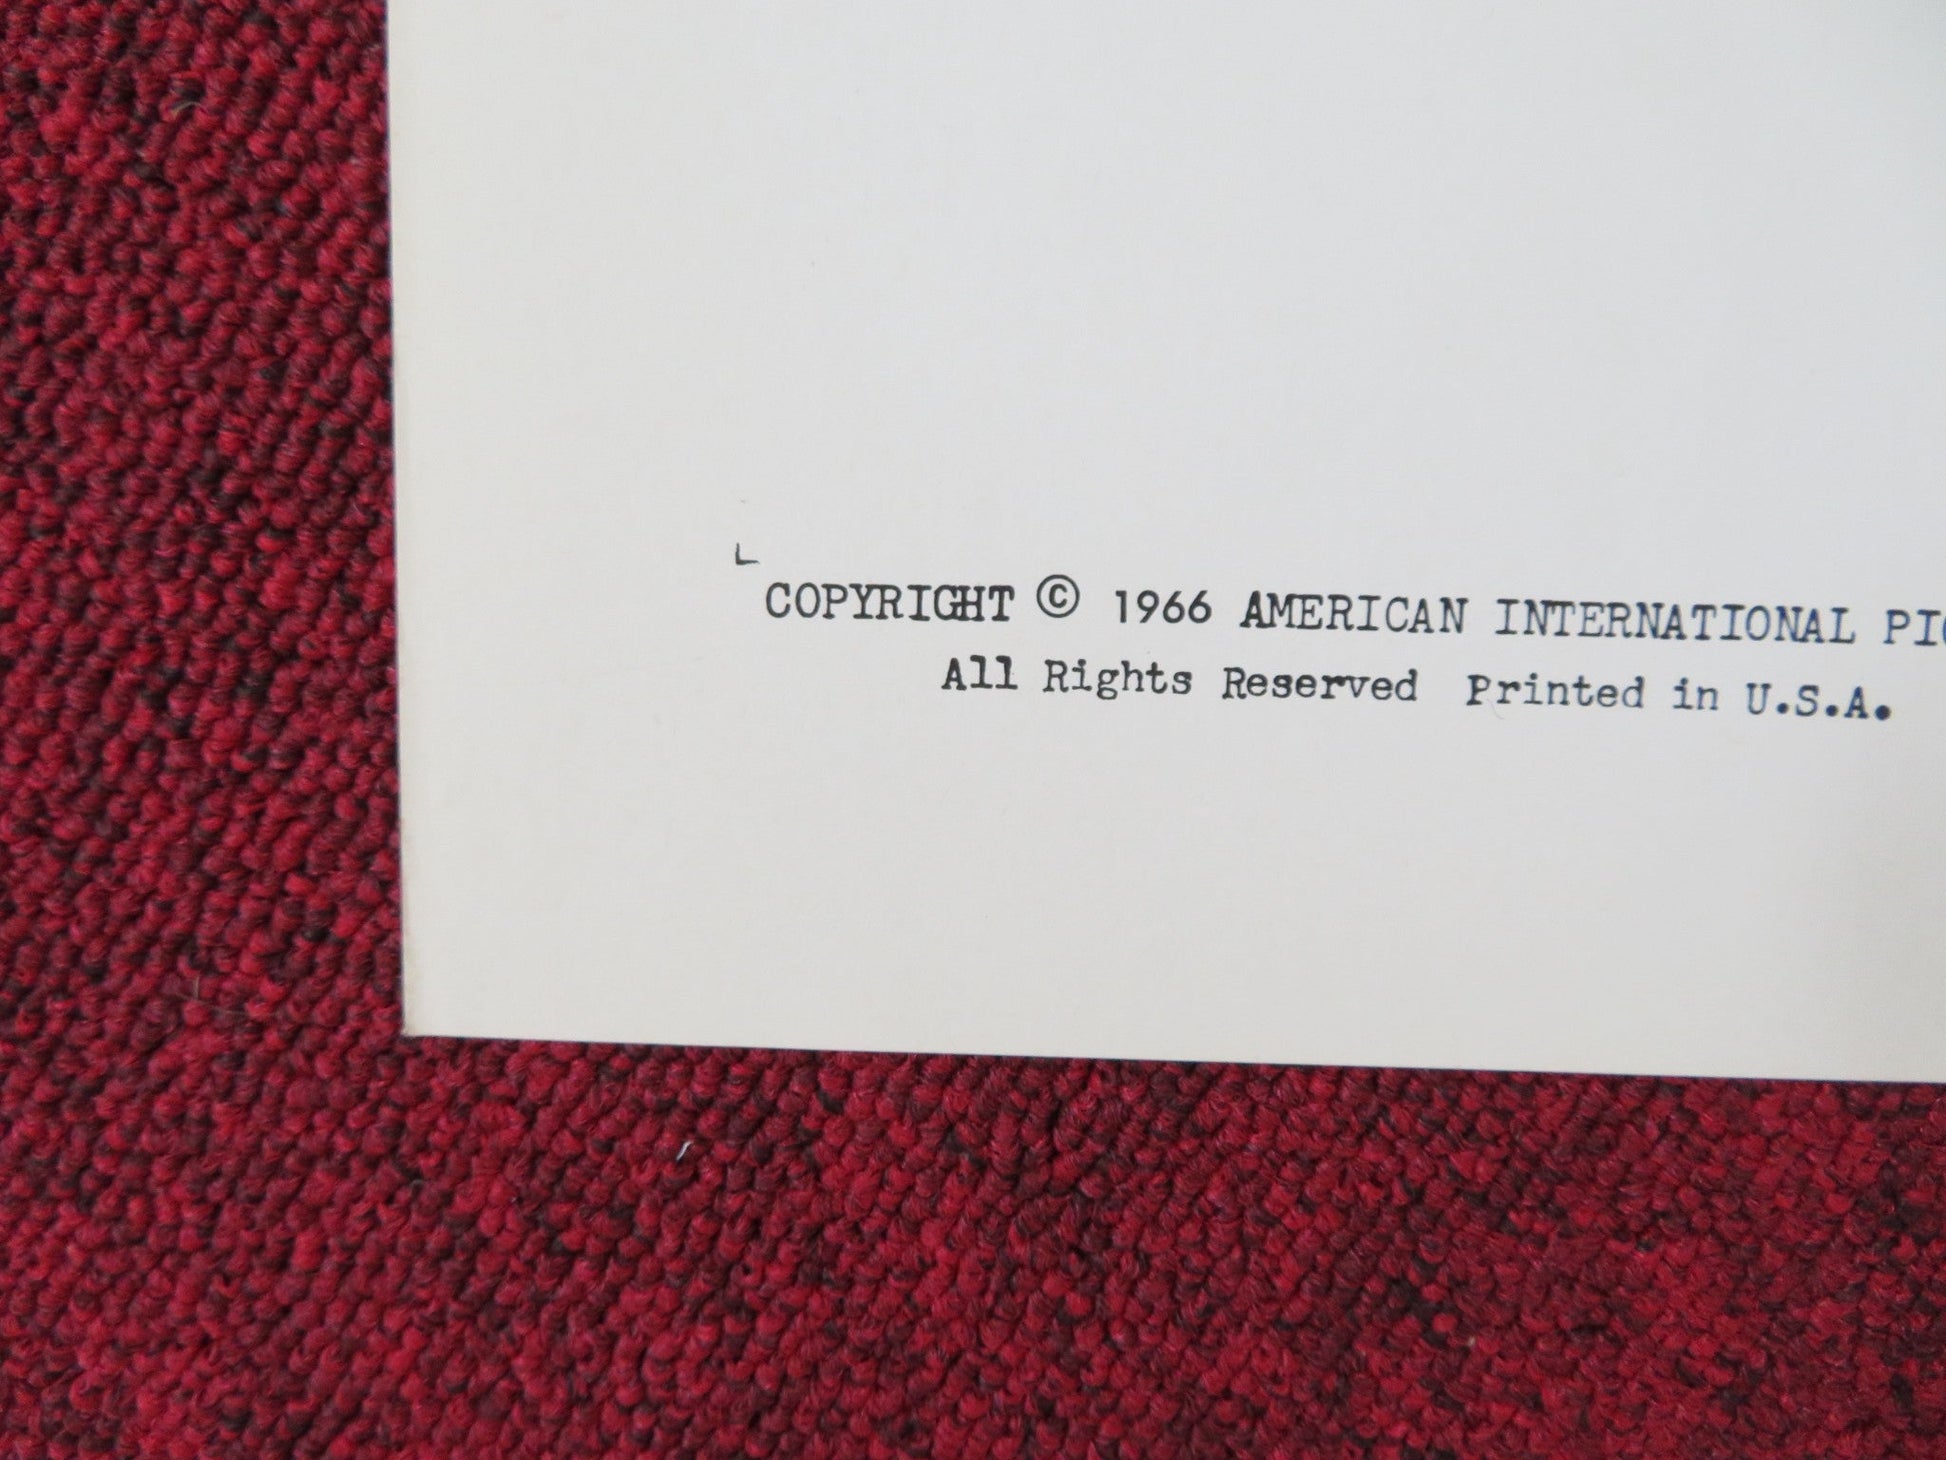 COPYRIGHT © 1966 AMERICAN INTERNATIONAL
All Rights Reserved Printed in U.S.A.